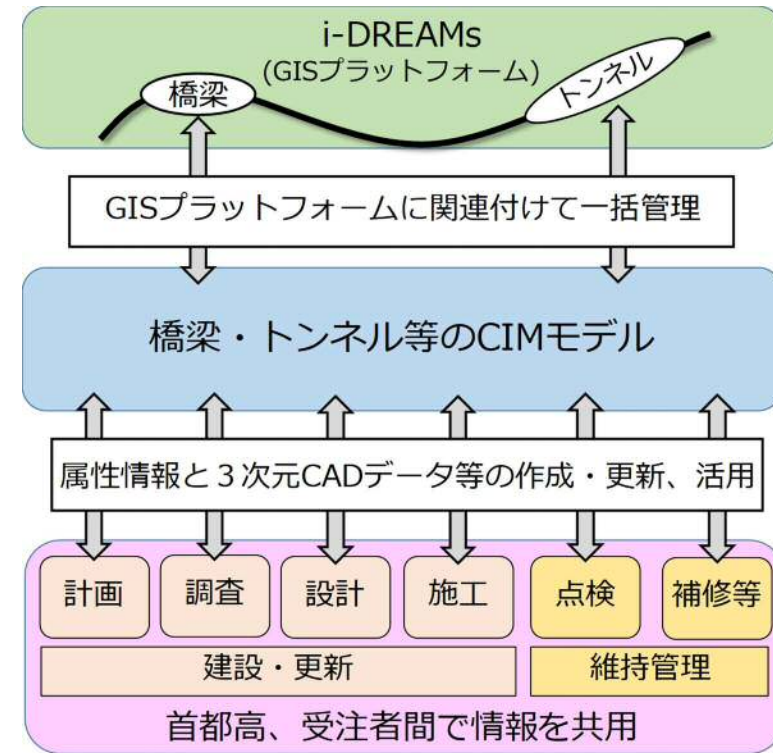 i-DREAMs
(GISプラットフォーム)
橋梁
トンネル
GISプラットフォームに関連付けて一括管理
橋梁・トンネル等のCIMモデル
属性情報と３次元CADデータ等の作成・更新、活用
計画
調査
設計
施工
点検
補修等
建設・更新
維持管理
首都高、受注者間で情報を共用